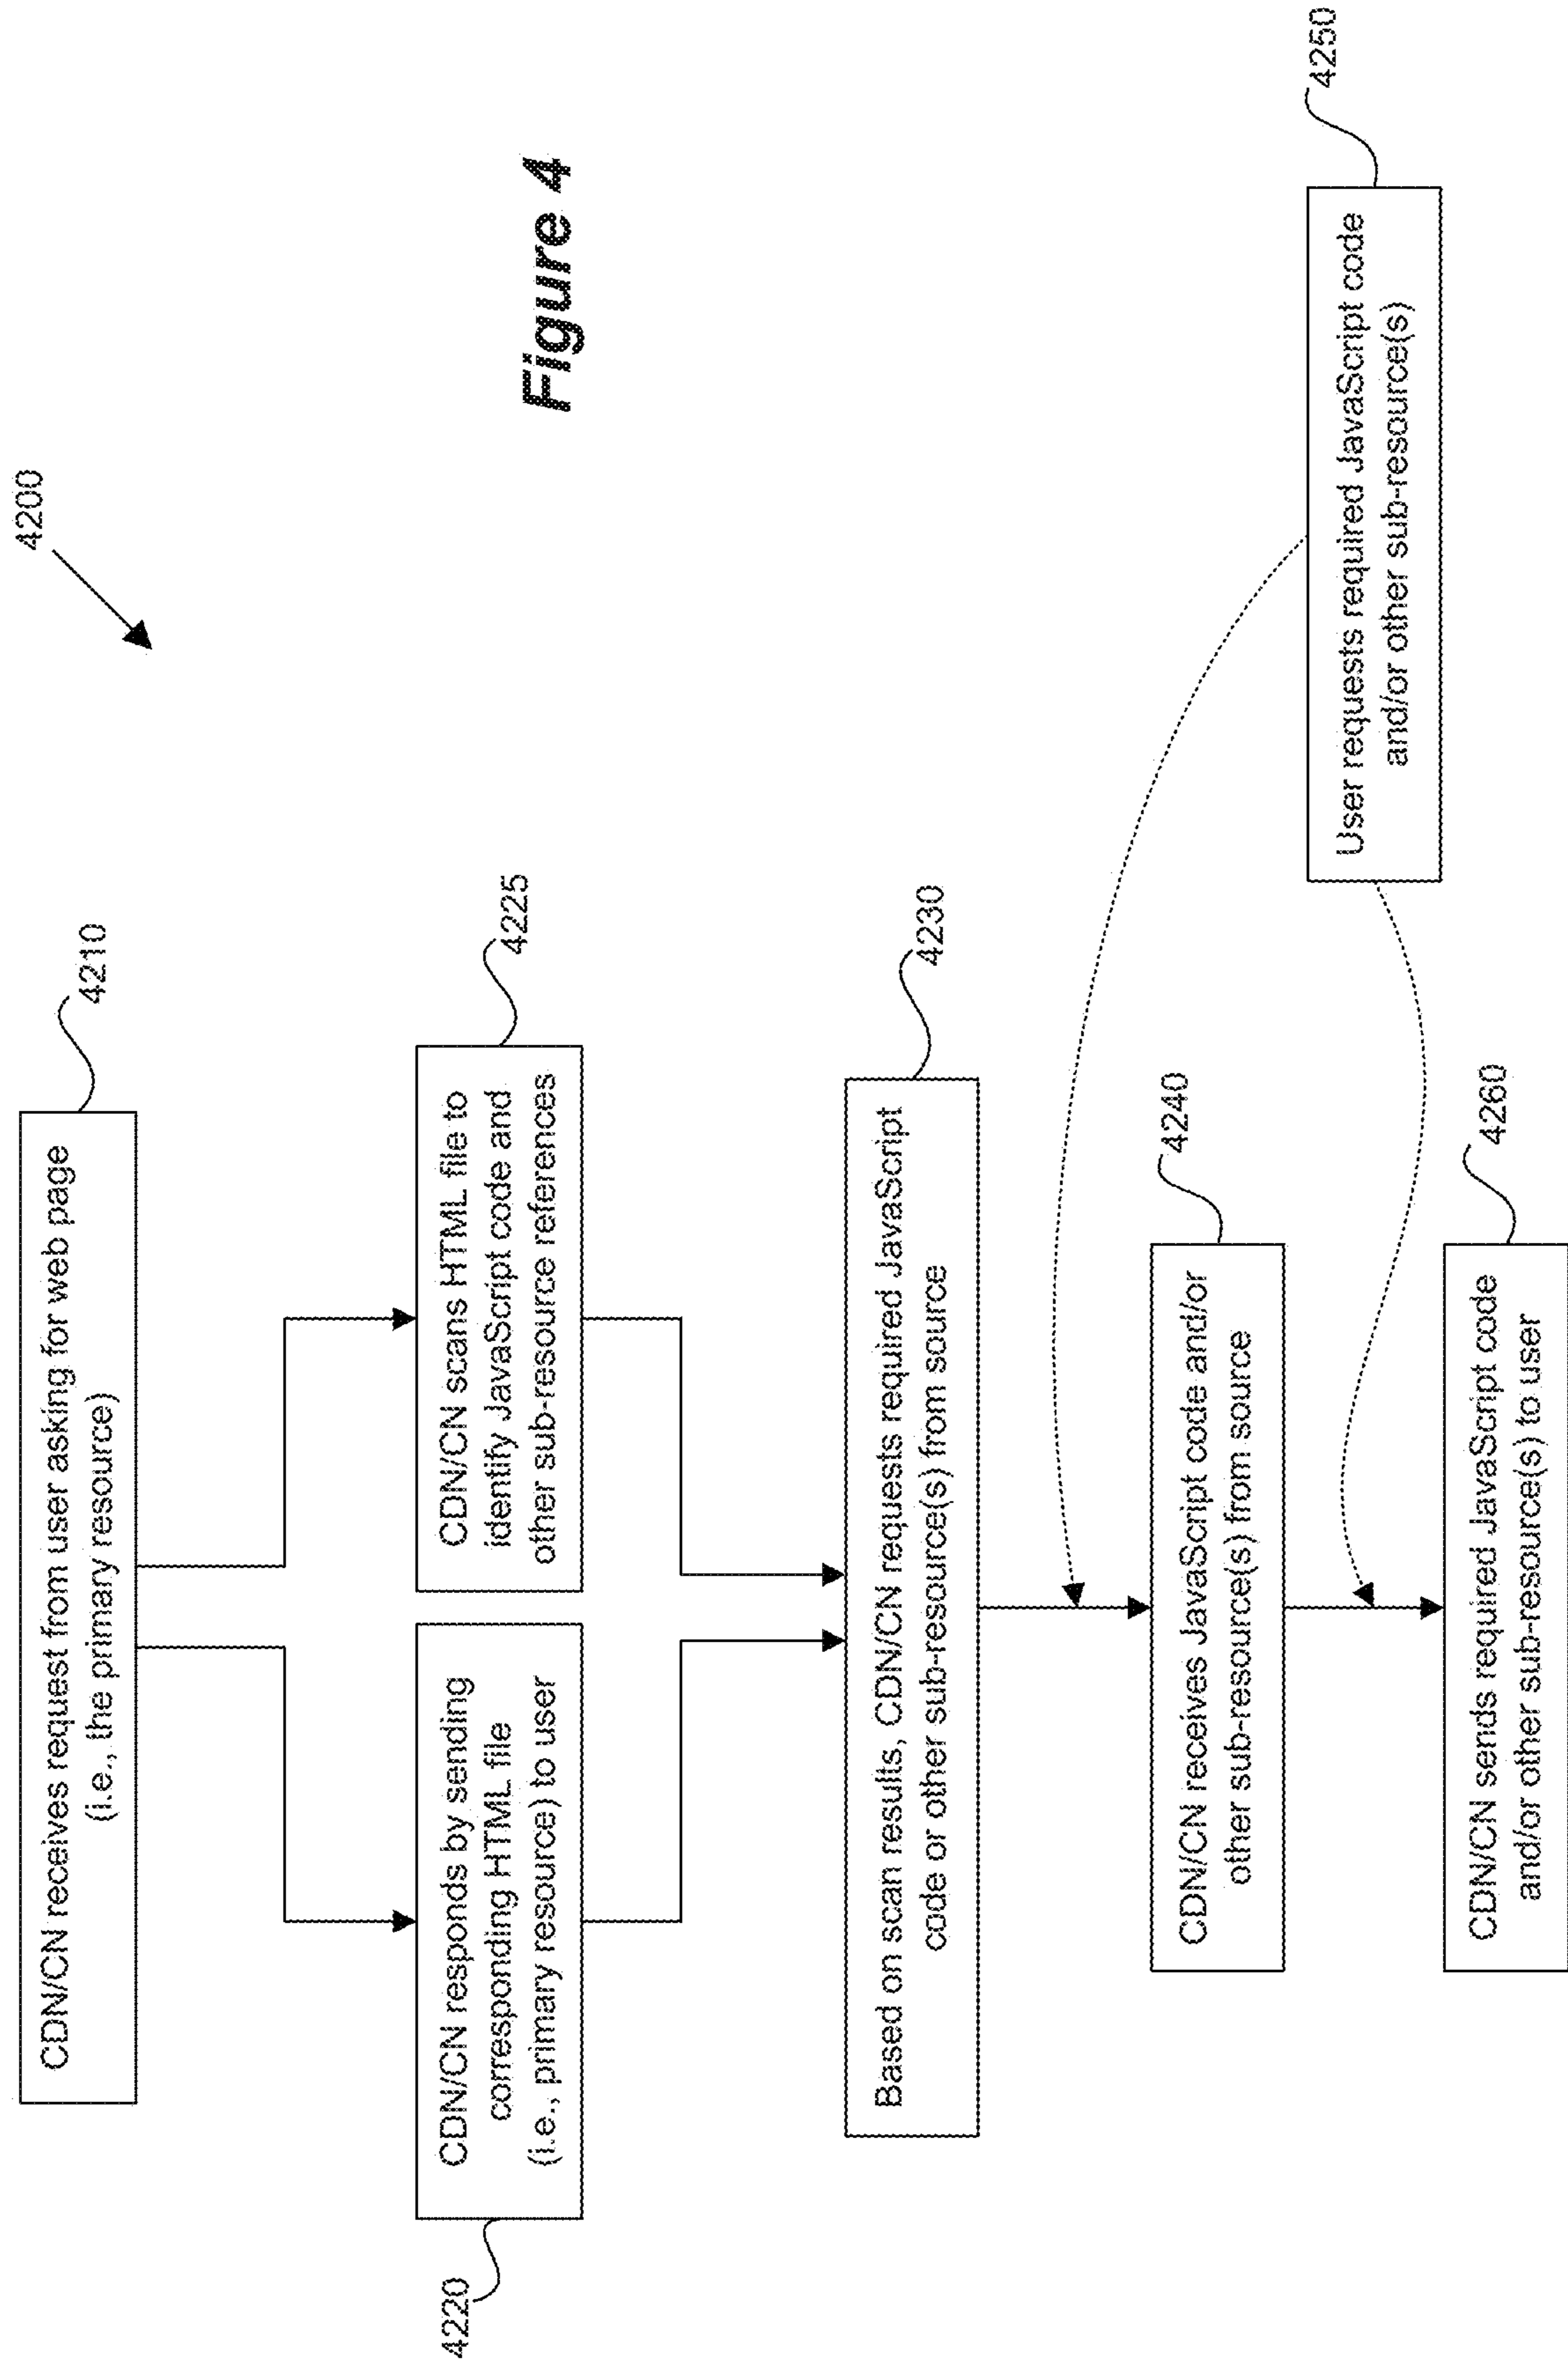 4200
CDN/CN receives request from user asking for web page
(i.e., the primary resource)
4210
4220
CDN/CN responds by sending
corresponding HTML file
(i.e., primary resource) to user
CDN/CN scans HTML file to
identify JavaScript code and
other sub-resource references
4225
Figure 4
Based on scan results, CDN/CN requests required JavaScript
code or other sub-resource(s) from source
4230
CDN/CN receives JavaScript code and/or
other sub-resource(s) from source
4240
User requests required JavaScript code
and/or other sub-resource(s)
4250
CDN/CN sends required JavaScript code
and/or other sub-resource(s) to user
4260